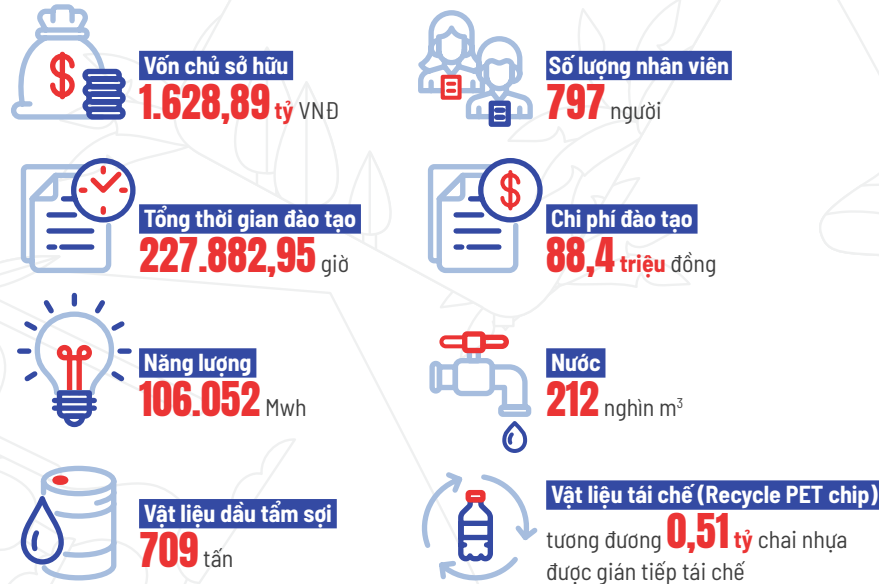 Vốn chủ sở hữu
1.628,89 tỷ VNĐ
Số lượng nhân viên
797 người
Tổng thời gian đào tạo
227.882,95 giờ
Chi phí đào tạo
88,4 triệu đồng
Năng lượng
106.052 Mwh
Nước
212 nghìn m³
Vật liệu dầu tẩm sợi
709 tấn
Vật liệu tái chế (Recycle PET chip)
tương đương 0,51 tỷ chai nhựa
được gián tiếp tái chế